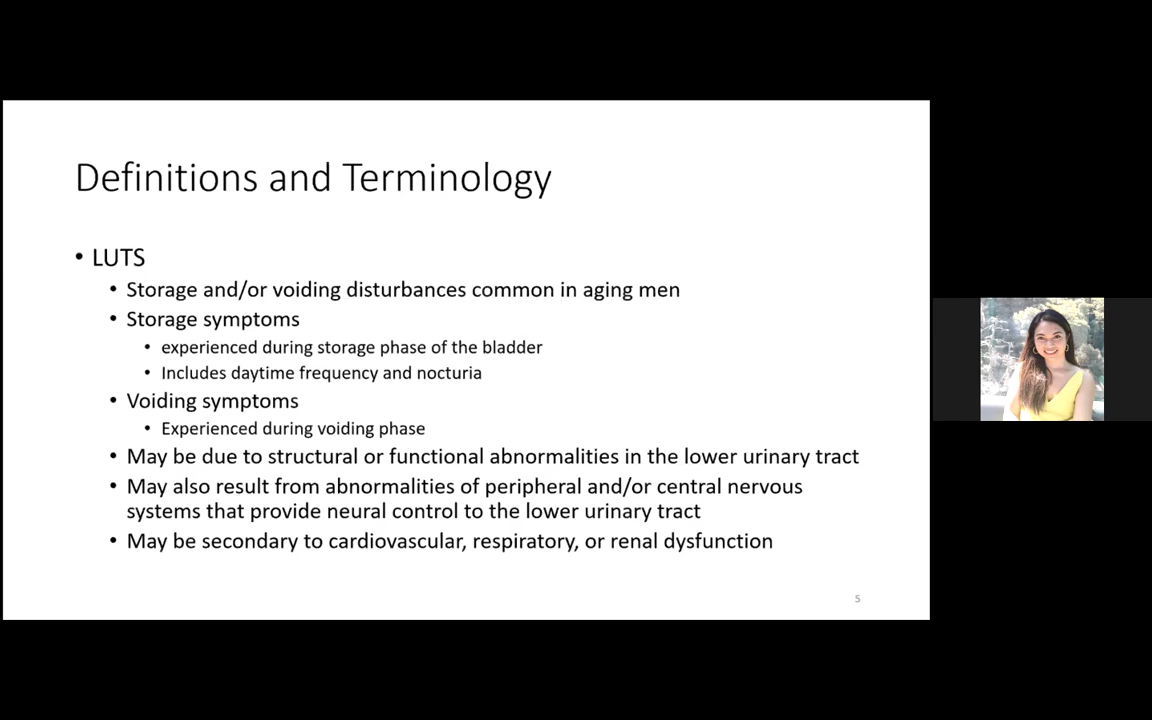 Definitions and Terminology
• LUTS
• Storage and/or voiding disturbances common in aging men
• Storage symptoms
• experienced during storage phase of the bladder
• Includes daytime frequency and nocturia
• Voiding symptoms
• Experienced during voiding phase
• May be due to structural or functional abnormalities in the lower urinary tract
• May also result from abnormalities of peripheral and/or central nervous
systems that provide neural control to the lower urinary tract
• May be secondary to cardiovascular, respiratory, or renal dysfunction
5